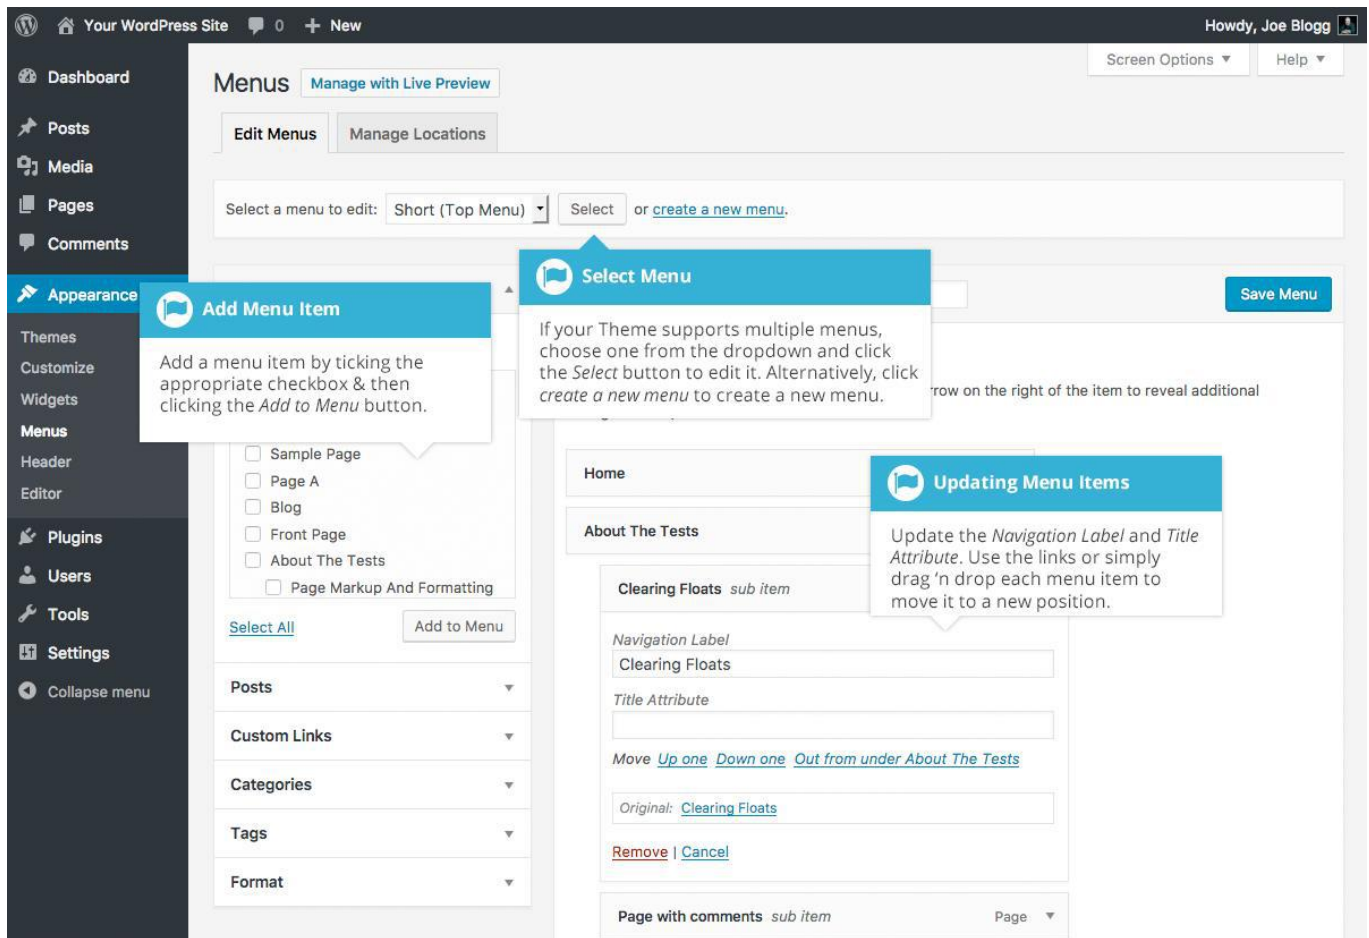 Your WordPress Site 0 New Howdy, Joe Blogg
Screen Options Help
Dashboard
Posts
Media
Pages
Comments
Appearance
Themes
Customize
Widgets
Menus
Header
Editor
Plugins
Users
Tools
Settings
Collapse menu
Menus Manage with Live Preview
Edit Menus Manage Locations
Select a menu to edit: Short (Top Menu) Select or create a new menu.
Select Menu
If your Theme supports multiple menus,
choose one from the dropdown and click
the Select button to edit it. Alternatively, click
create a new menu to create a new menu.
Save Menu
Add Menu Item
Add a menu item by ticking the
appropriate checkbox & then
clicking the Add to Menu button.
on the right of the item to reveal additional
Sample Page
Page A
Blog
Front Page
About The Tests
Page Markup And Formatting
Select All Add to Menu
Posts
Custom Links
Categories
Tags
Format
Home
About The Tests
Updating Menu Items
Update the Navigation Label and Title
Attribute. Use the links or simply
drag ‘n drop each menu item to
move it to a new position.
Clearing Floats sub item
Navigation Label
Clearing Floats
Title Attribute
Move Up one Down one Out from under About The Tests
Original: Clearing Floats
Remove | Cancel
Page with comments sub item Page